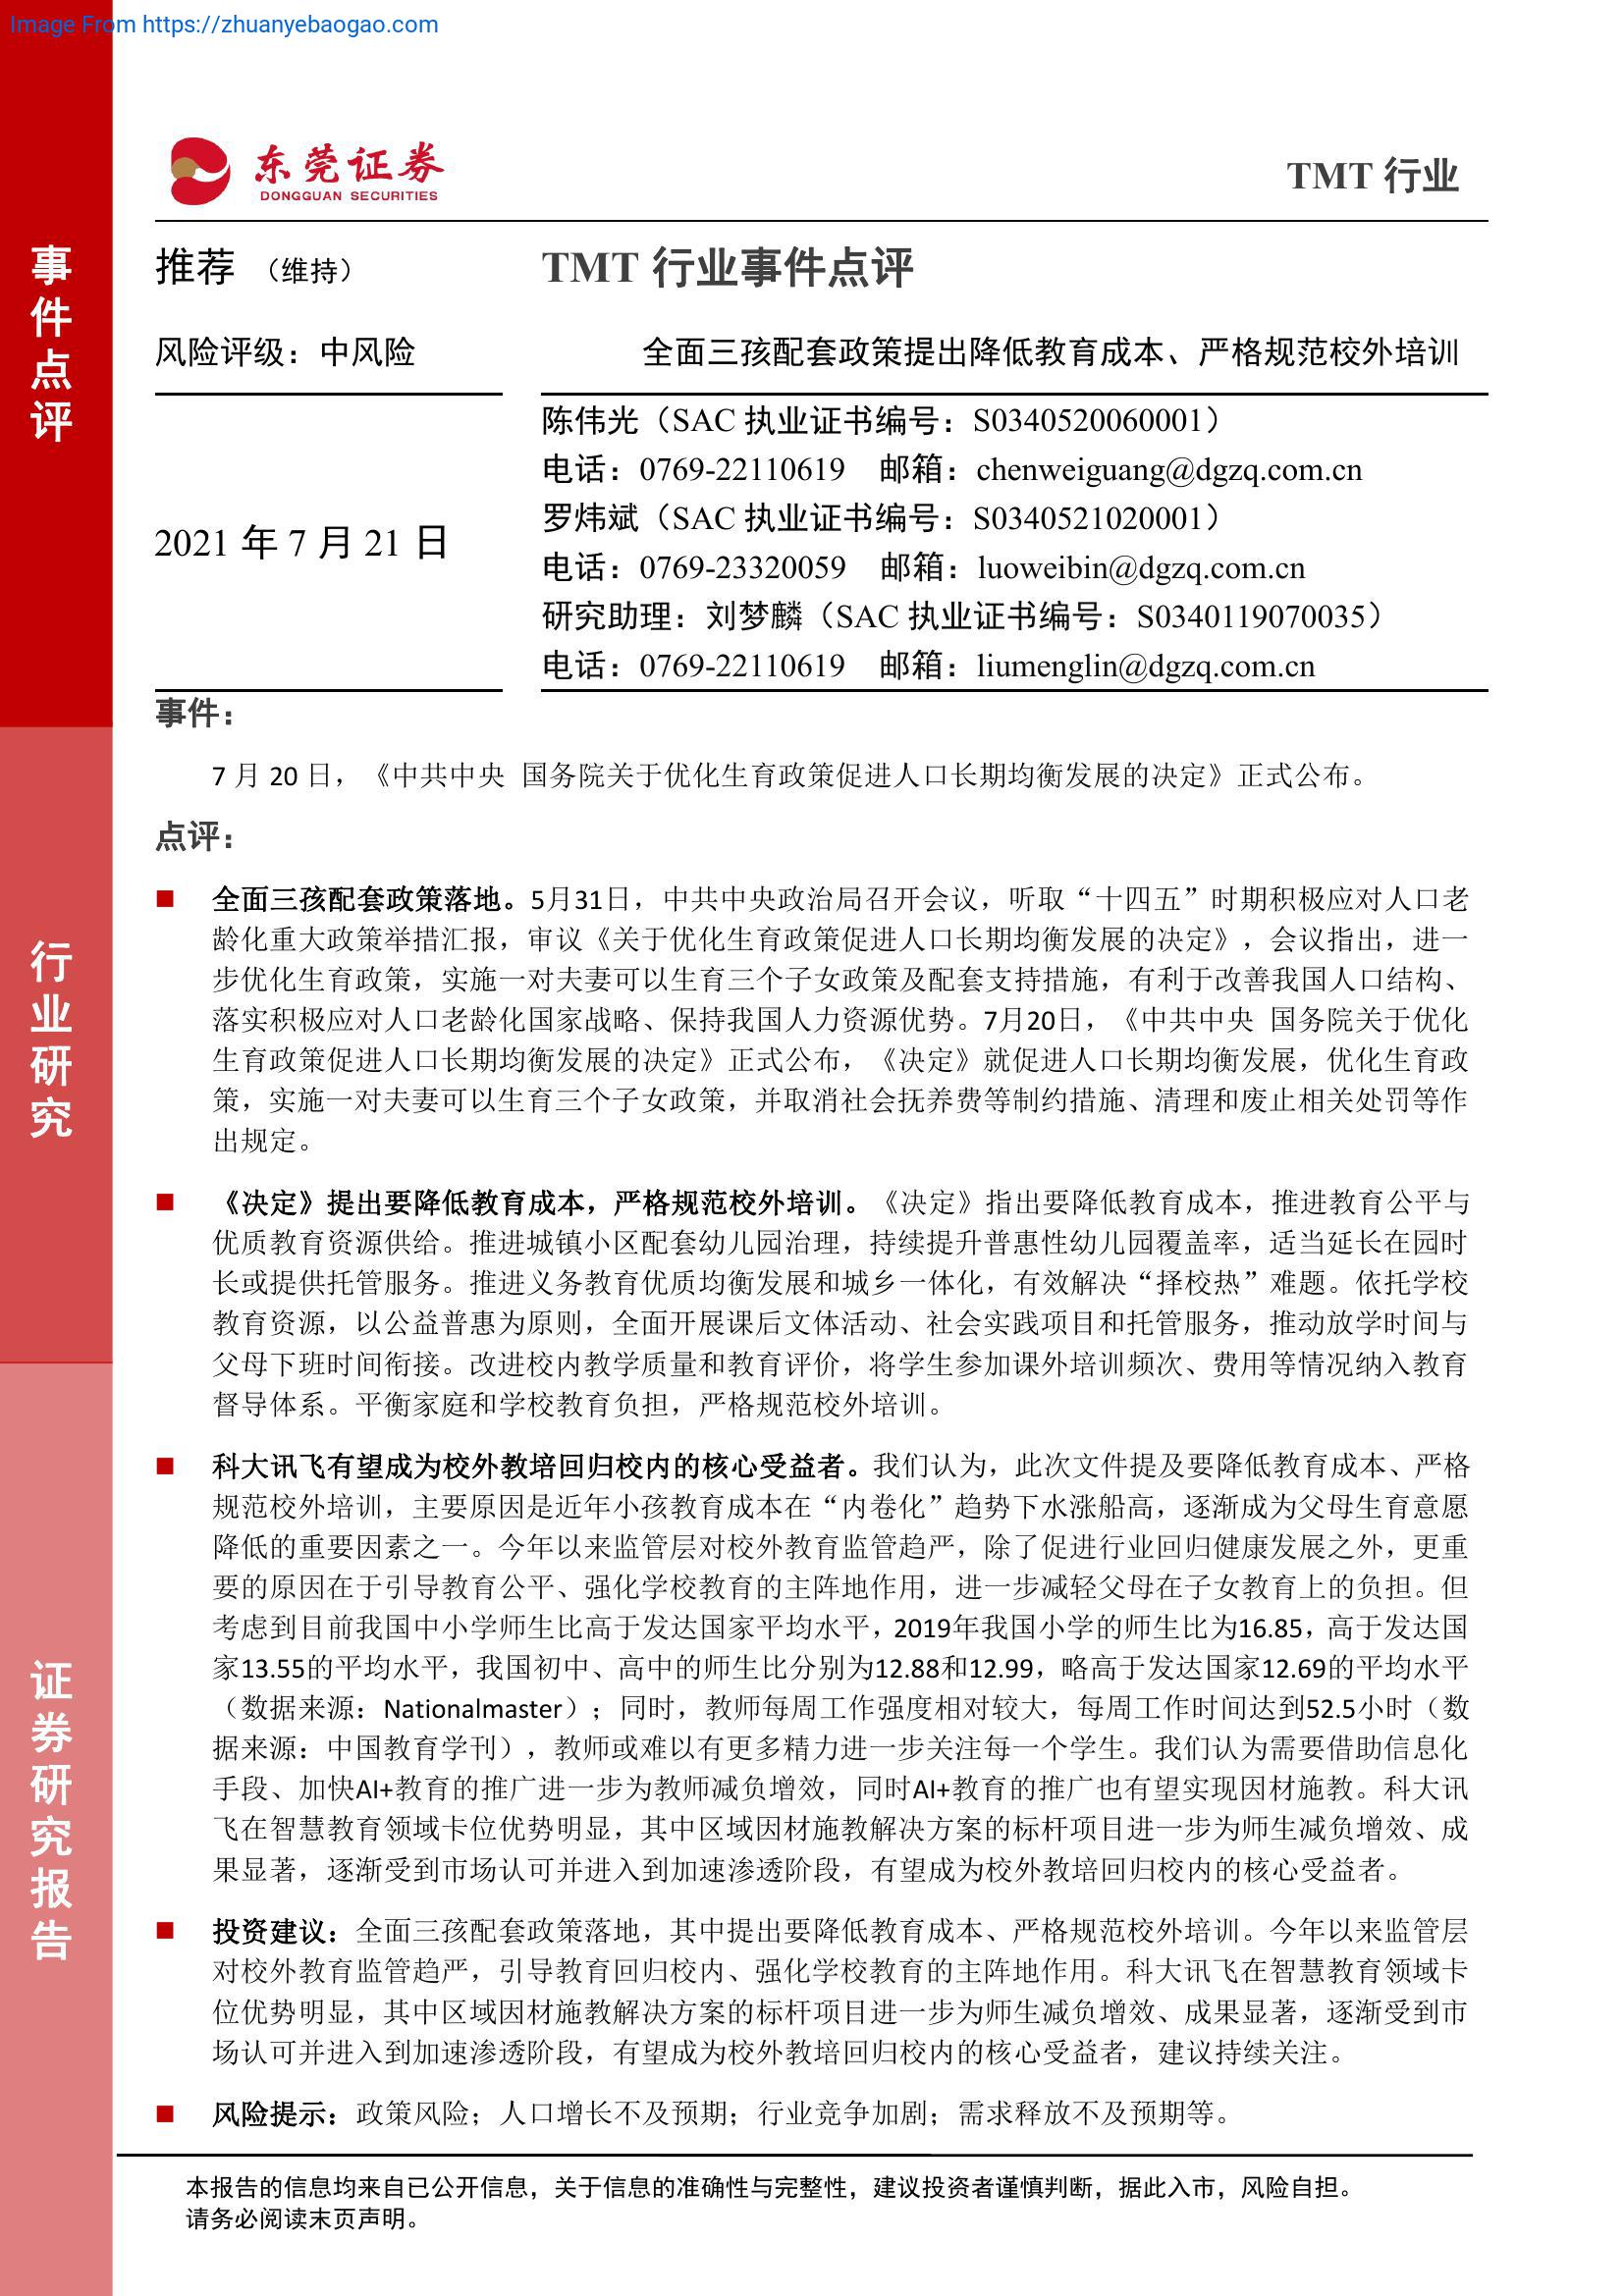 Image From https://zhuanyebaogao.com
东莞证券
DONGGUAN SECURITIES
TMT 行业
事件点评
行业研究
证券研究报告
推荐 （维持）
TMT 行业事件点评
风险评级：中风险
全面三孩配套政策提出降低教育成本、严格规范校外培训
2021 年 7 月 21 日
陈伟光（SAC 执业证书编号：S0340520060001）
电话：0769-22110619 邮箱：chenweiguang@dgzq.com.cn
罗炜斌（SAC 执业证书编号：S0340521020001）
电话：0769-23320059 邮箱：luoweibin@dgzq.com.cn
研究助理：刘梦麟（SAC 执业证书编号：S0340119070035）
电话：0769-22110619 邮箱：liumenglin@dgzq.com.cn
事件：
7 月 20 日，《中共中央 国务院关于优化生育政策促进人口长期均衡发展的决定》正式公布。
点评：
全面三孩配套政策落地。5月31日，中共中央政治局召开会议，听取“十四五”时期积极应对人口老
龄化重大政策举措汇报，审议《关于优化生育政策促进人口长期均衡发展的决定》，会议指出，进一
步优化生育政策，实施一对夫妻可以生育三个子女政策及配套支持措施，有利于改善我国人口结构、
落实积极应对人口老龄化国家战略、保持我国人力资源优势。7月20日，《中共中央 国务院关于优化
生育政策促进人口长期均衡发展的决定》正式公布，《决定》就促进人口长期均衡发展，优化生育政
策，实施一对夫妻可以生育三个子女政策，并取消社会抚养费等制约措施、清理和废止相关处罚等作
出规定。
《决定》提出要降低教育成本，严格规范校外培训。《决定》指出要降低教育成本，推进教育公平与
优质教育资源供给。推进城镇小区配套幼儿园治理，持续提升普惠性幼儿园覆盖率，适当延长在园时
长或提供托管服务。推进义务教育优质均衡发展和城乡一体化，有效解决“择校热”难题。依托学校
教育资源，以公益普惠为原则，全面开展课后文体活动、社会实践项目和托管服务，推动放学时间与
父母下班时间衔接。改进校内教学质量和教育评价，将学生参加课外培训频次、费用等情况纳入教育
督导体系。平衡家庭和学校教育负担，严格规范校外培训。
科大讯飞有望成为校外教培回归校内的核心受益者。我们认为，此次文件提及要降低教育成本、严格
规范校外培训，主要原因是近年小孩教育成本在“内卷化”趋势下水涨船高，逐渐成为父母生育意愿
降低的重要因素之一。今年以来监管层对校外教育监管趋严，除了促进行业回归健康发展之外，更重
要的原因在于引导教育公平、强化学校教育的主阵地作用，进一步减轻父母在子女教育上的负担。但
考虑到目前我国中小学师生比高于发达国家平均水平，2019年我国小学的师生比为16.85，高于发达国
家13.55的平均水平，我国初中、高中的师生比分别为12.88和12.99，略高于发达国家12.69的平均水平
（数据来源：Nationalmaster）；同时，教师每周工作强度相对较大，每周工作时间达到52.5小时（数
据来源：中国教育学刊），教师或难以有更多精力进一步关注每一个学生。我们认为需要借助信息化
手段、加快AI+教育的推广进一步为教师减负增效，同时AI+教育的推广也有望实现因材施教。科大讯
飞在智慧教育领域卡位优势明显，其中区域因材施教解决方案的标杆项目进一步为师生减负增效、成
果显著，逐渐受到市场认可并进入到加速渗透阶段，有望成为校外教培回归校内的核心受益者。
投资建议：全面三孩配套政策落地，其中提出要降低教育成本、严格规范校外培训。今年以来监管层
对校外教育监管趋严，引导教育回归校内、强化学校教育的主阵地作用。科大讯飞在智慧教育领域卡
位优势明显，其中区域因材施教解决方案的标杆项目进一步为师生减负增效、成果显著，逐渐受到市
场认可并进入到加速渗透阶段，有望成为校外教培回归校内的核心受益者，建议持续关注。
风险提示：政策风险；人口增长不及预期；行业竞争加剧；需求释放不及预期等。
本报告的信息均来自已公开信息，关于信息的准确性与完整性，建议投资者谨慎判断，据此入市，风险自担。
请务必阅读末页声明。